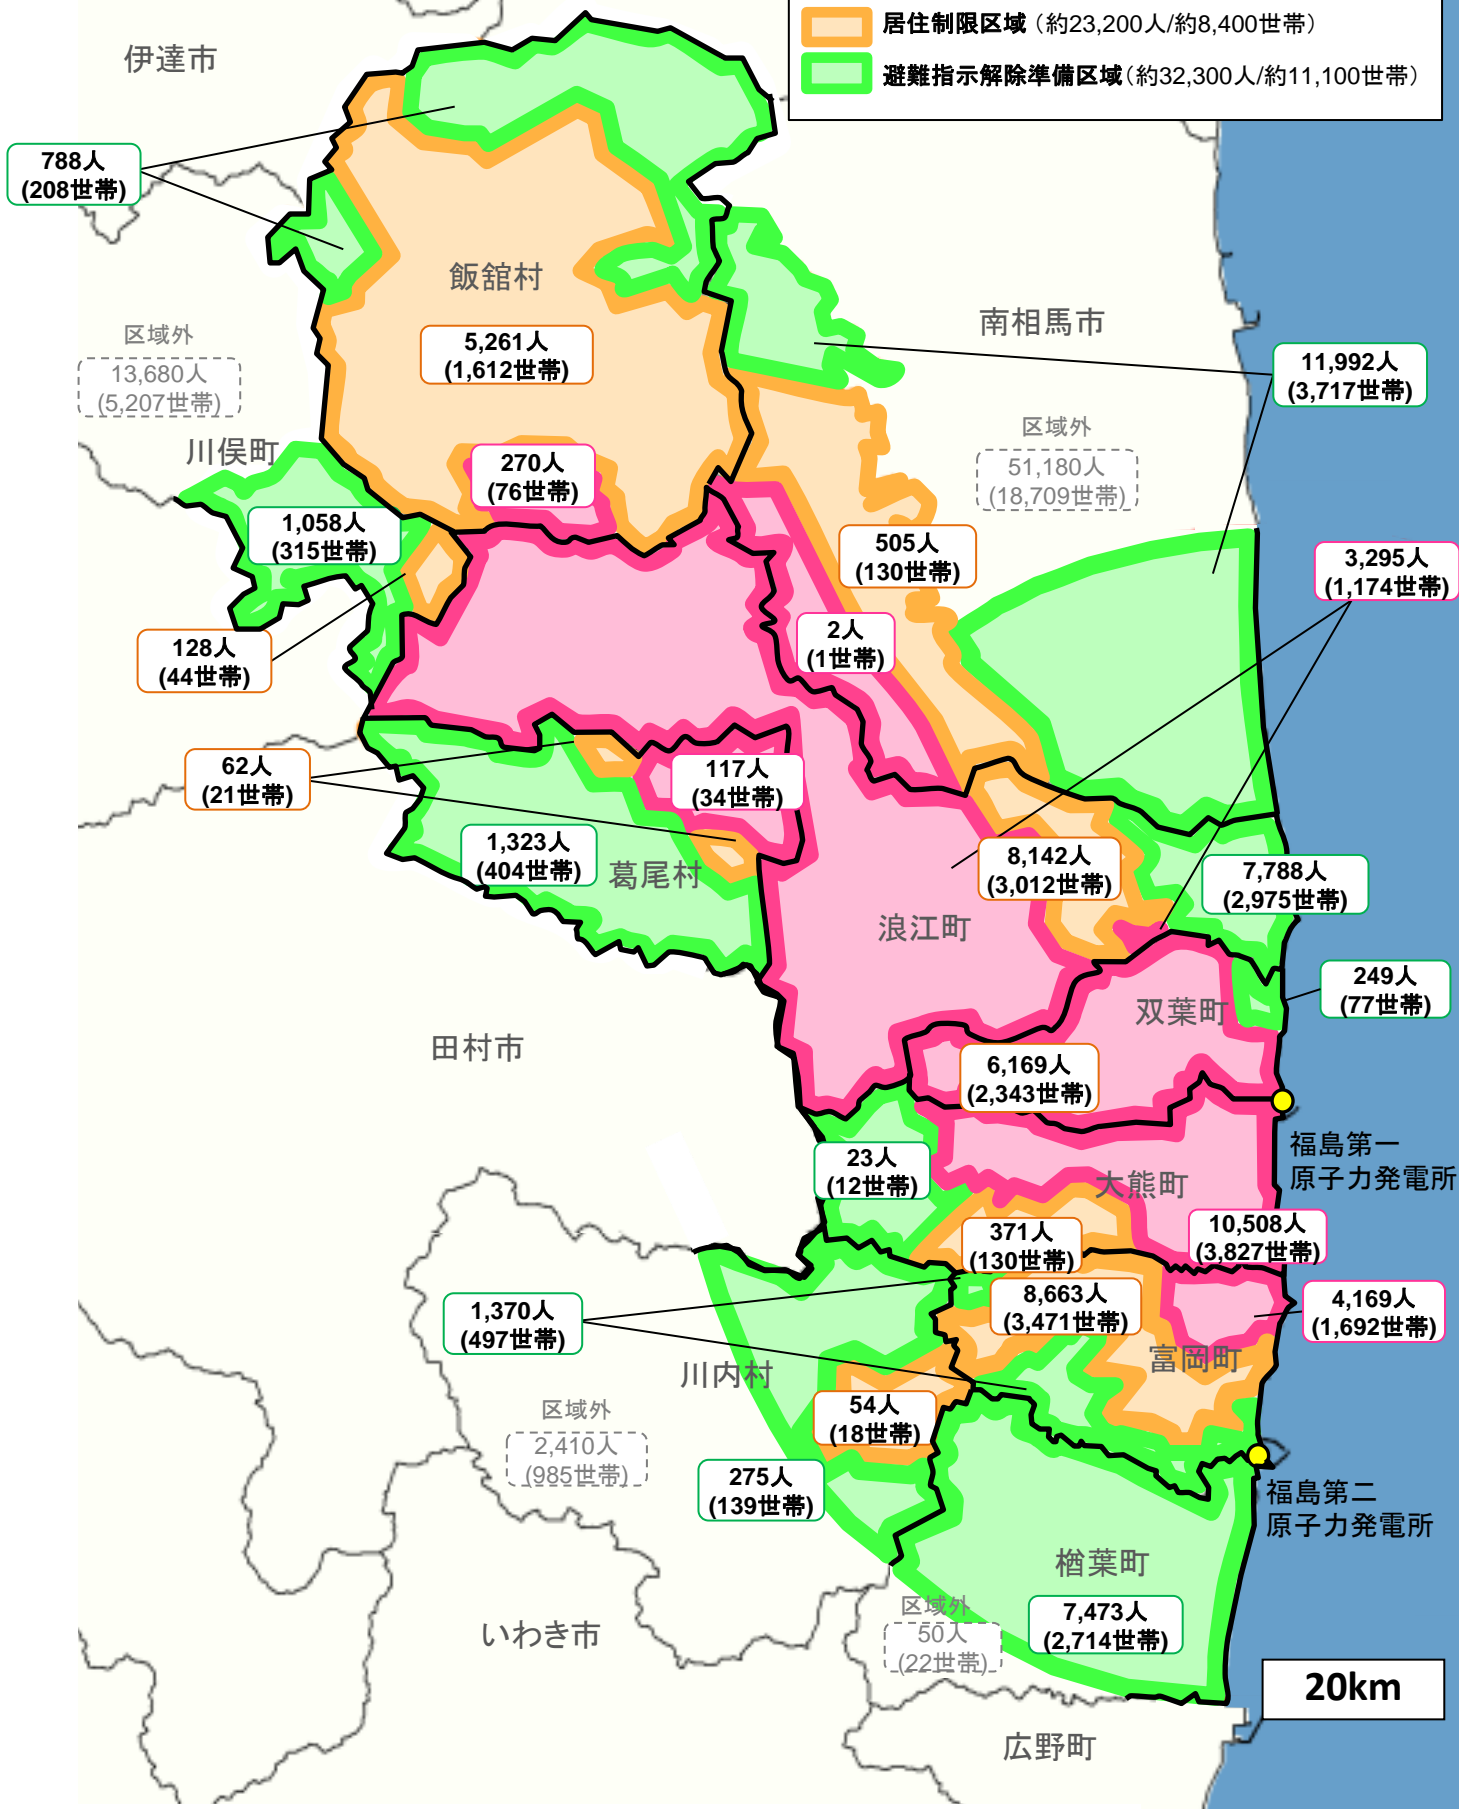 居住制限区域（約23,200人/約8,400世帯）
避難指示解除準備区域（約32,300人/約11,100世帯）
伊達市
788人
(208世帯)
飯舘村
南相馬市
区域外
13,680人
(5,207世帯)
5,261人
(1,612世帯)
11,992人
(3,717世帯)
川俣町
270人
(76世帯)
区域外
51,180人
(18,709世帯)
1,058人
(315世帯)
505人
(130世帯)
3,295人
(1,174世帯)
128人
(44世帯)
2人
(1世帯)
62人
(21世帯)
117人
(34世帯)
1,323人
(404世帯)
葛尾村
8,142人
(3,012世帯)
7,788人
(2,975世帯)
浪江町
249人
(77世帯)
双葉町
田村市
6,169人
(2,343世帯)
福島第一
原子力発電所
23人
(12世帯)
大熊町
371人
(130世帯)
10,508人
(3,827世帯)
1,370人
(497世帯)
8,663人
(3,471世帯)
4,169人
(1,692世帯)
富岡町
川内村
54人
(18世帯)
区域外
2,410人
(985世帯)
275人
(139世帯)
福島第二
原子力発電所
楢葉町
区域外
50人
(22世帯)
7,473人
(2,714世帯)
いわき市
20km
広野町